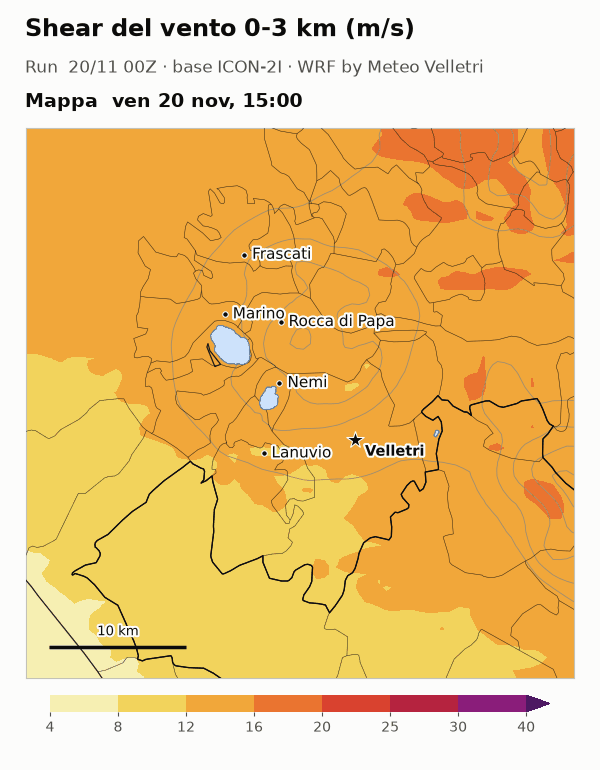 Shear del vento 0-3 km (m/s)
Run  20/11 00Z · base ICON-2I · WRF by Meteo Velletri
Mappa  ven 20 nov, 15:00
Frascati
Marino
Rocca di Papa
Nemi
Velletri
Lanuvio
10 km
4 8 12 16 20 25 30 40